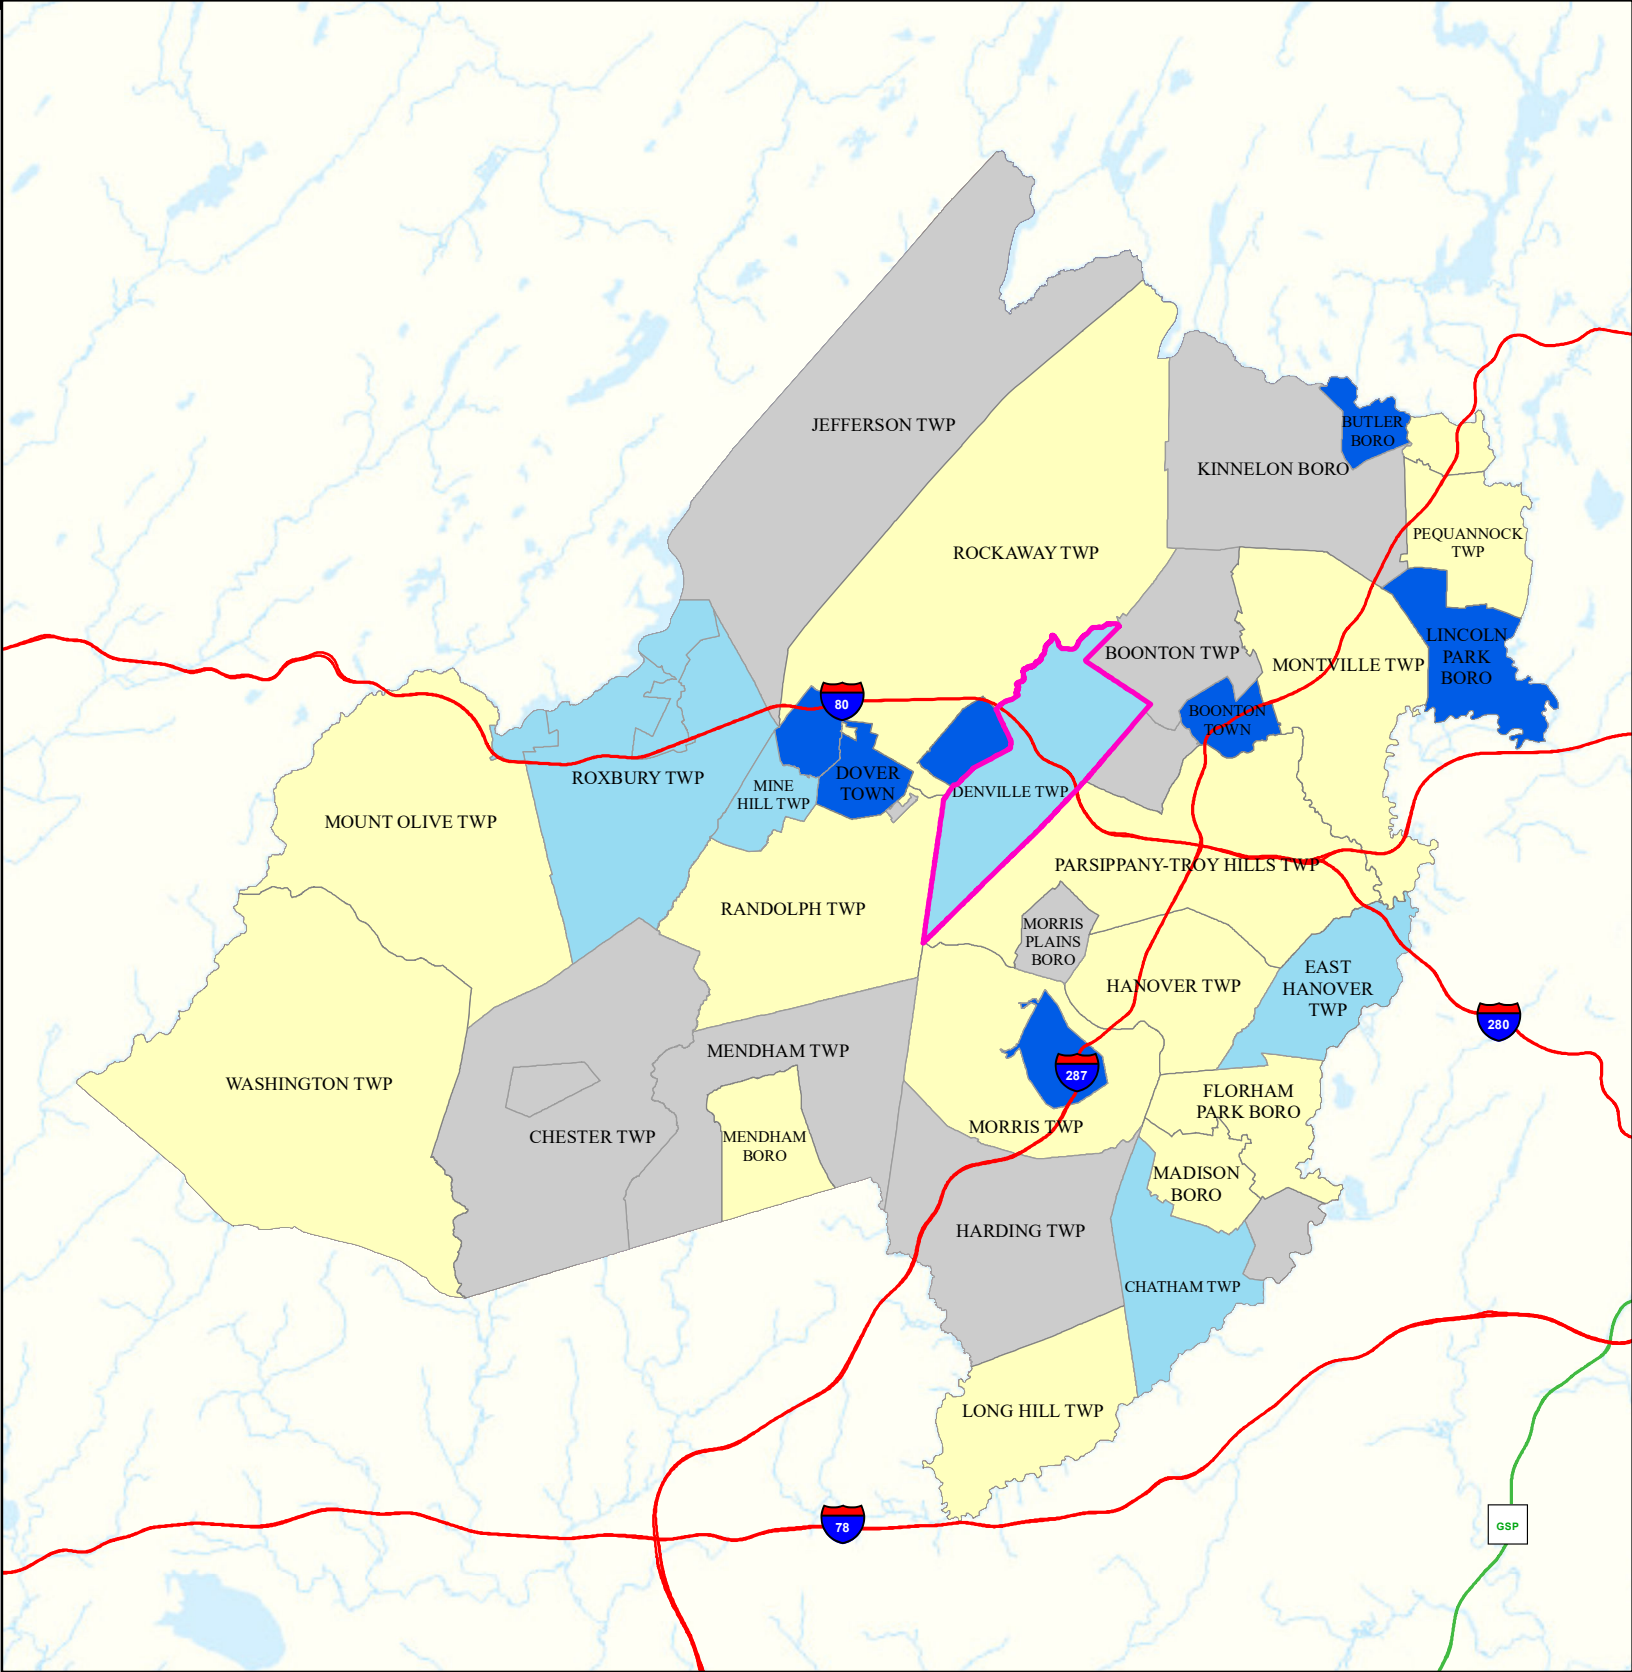 JEFFERSON TWP
BUTLER
BORO
KINNELON BORO
PEQUANNOCK
TWP
ROCKAWAY TWP
LINCOLN
PARK
BORO
BOONTON TWP
MONTVILLE TWP
80
BOONTON
TOWN
ROXBURY TWP
MINE
HILL TWP
DOVER
TOWN
DENVILLE TWP
MOUNT OLIVE TWP
PARSIPPANY-TROY HILLS TWP
RANDOLPH TWP
MORRIS
PLAINS
BORO
EAST
HANOVER
TWP
HANOVER TWP
280
MENDHAM TWP
287
WASHINGTON TWP
FLORHAM
PARK BORO
CHESTER TWP
MENDHAM
BORO
MORRIS TWP
MADISON
BORO
HARDING TWP
CHATHAM TWP
LONG HILL TWP
78
GSP